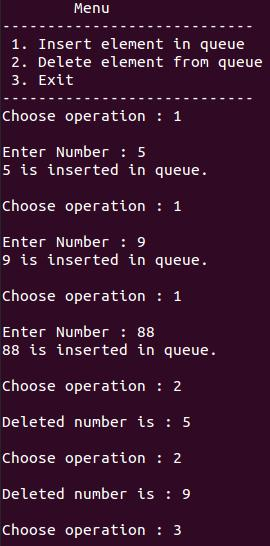 Menu
----------------------------
1. Insert element in queue
2. Delete element from queue
3. Exit
----------------------------
Choose operation : 1
Enter Number : 5
5 is inserted in queue.
Choose operation : 1
Enter Number : 9
9 is inserted in queue.
Choose operation : 1
Enter Number : 88
88 is inserted in queue.
Choose operation : 2
Deleted number is : 5
Choose operation : 2
Deleted number is : 9
Choose operation : 3